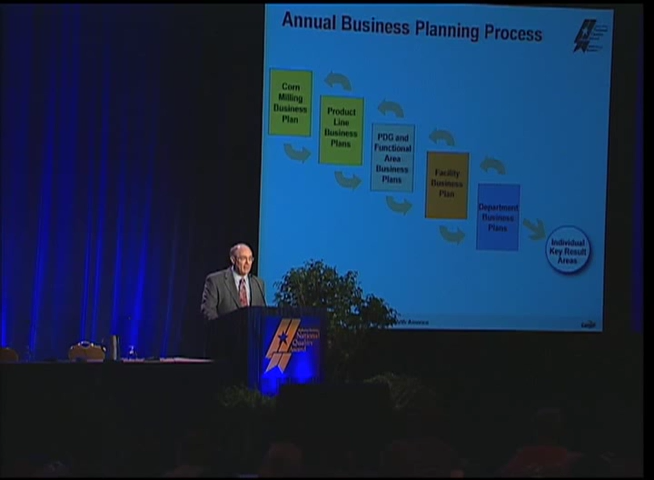 Annual Business Planning Process
Corn
Milling
Business
Plan
Product
Line
Business
Plans
PDG and
Functional
Area
Business
Plans
Facility
Business
Plan
Department
Business
Plans
Individual
Key Result
Areas
America
National
Quality
Award